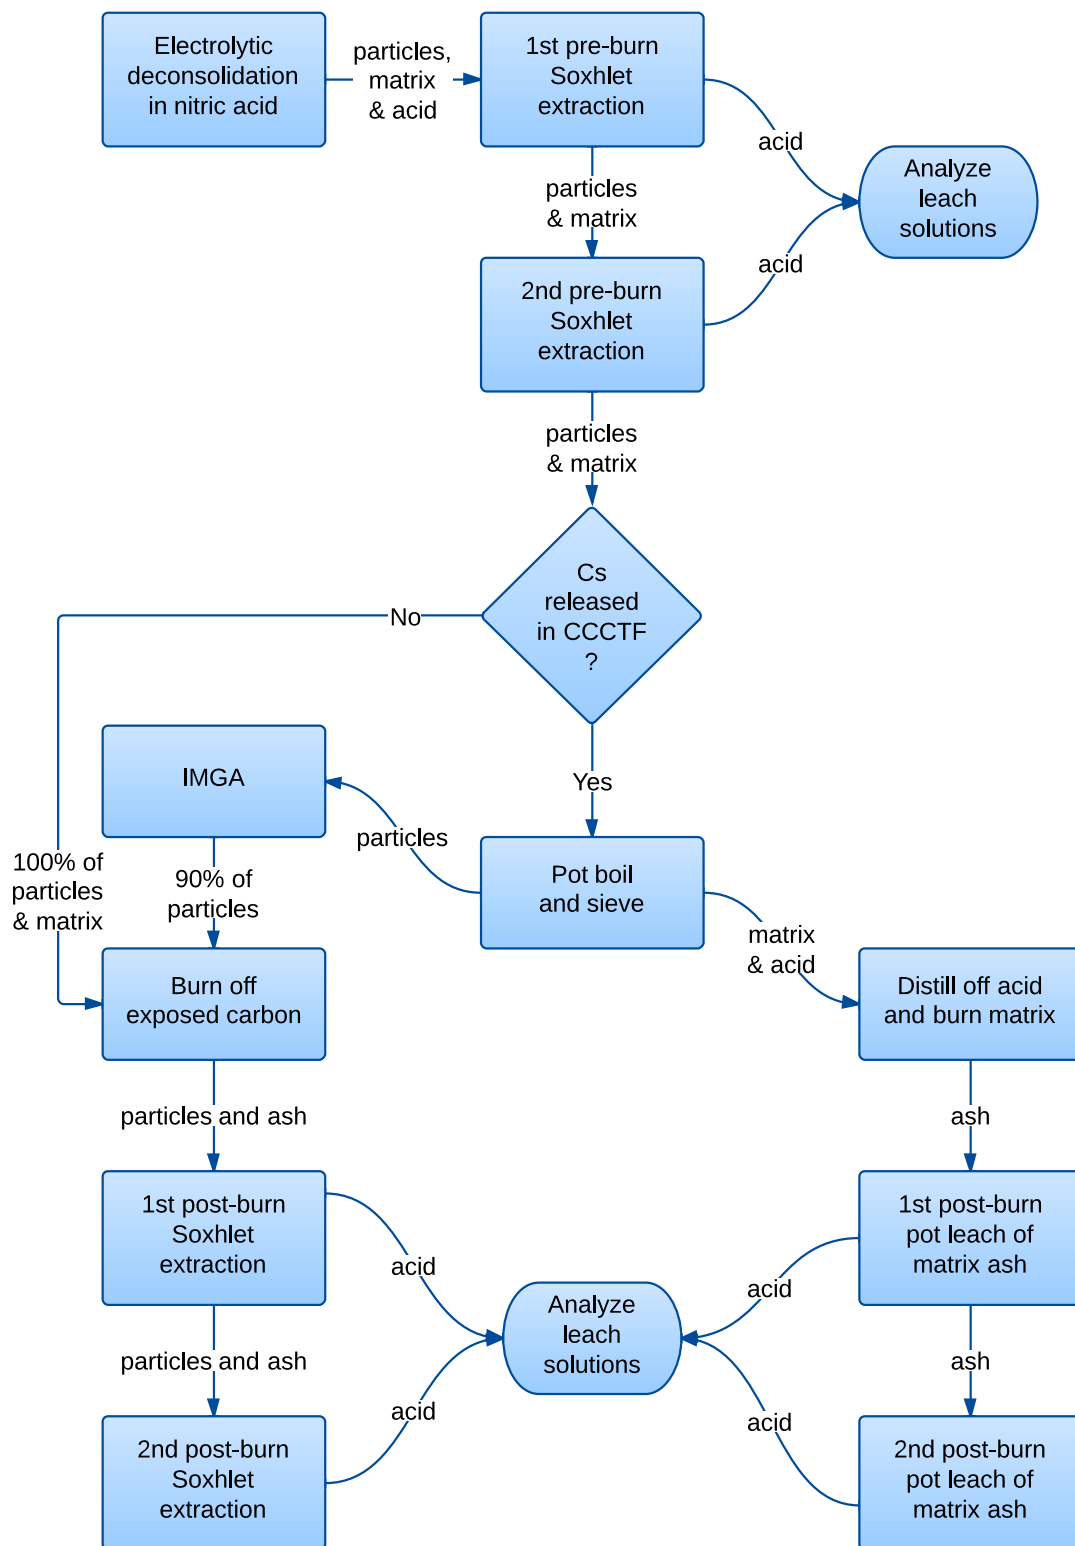 Electrolytic
deconsolidation
in nitric acid
particles,
matrix
& acid
1st pre-burn
Soxhlet
extraction
acid
Analyze
leach
solutions
particles
& matrix
acid
2nd pre-burn
Soxhlet
extraction
particles
& matrix
Cs
released
in CCCTF
?
No
Yes
IMGA
particles
Pot boil
and sieve
100% of
particles
& matrix
90% of
particles
matrix
& acid
Burn off
exposed carbon
Distill off acid
and burn matrix
particles and ash
ash
1st post-burn
Soxhlet
extraction
acid
Analyze
leach
solutions
acid
1st post-burn
pot leach of
matrix ash
particles and ash
ash
acid
acid
2nd post-burn
Soxhlet
extraction
2nd post-burn
pot leach of
matrix ash